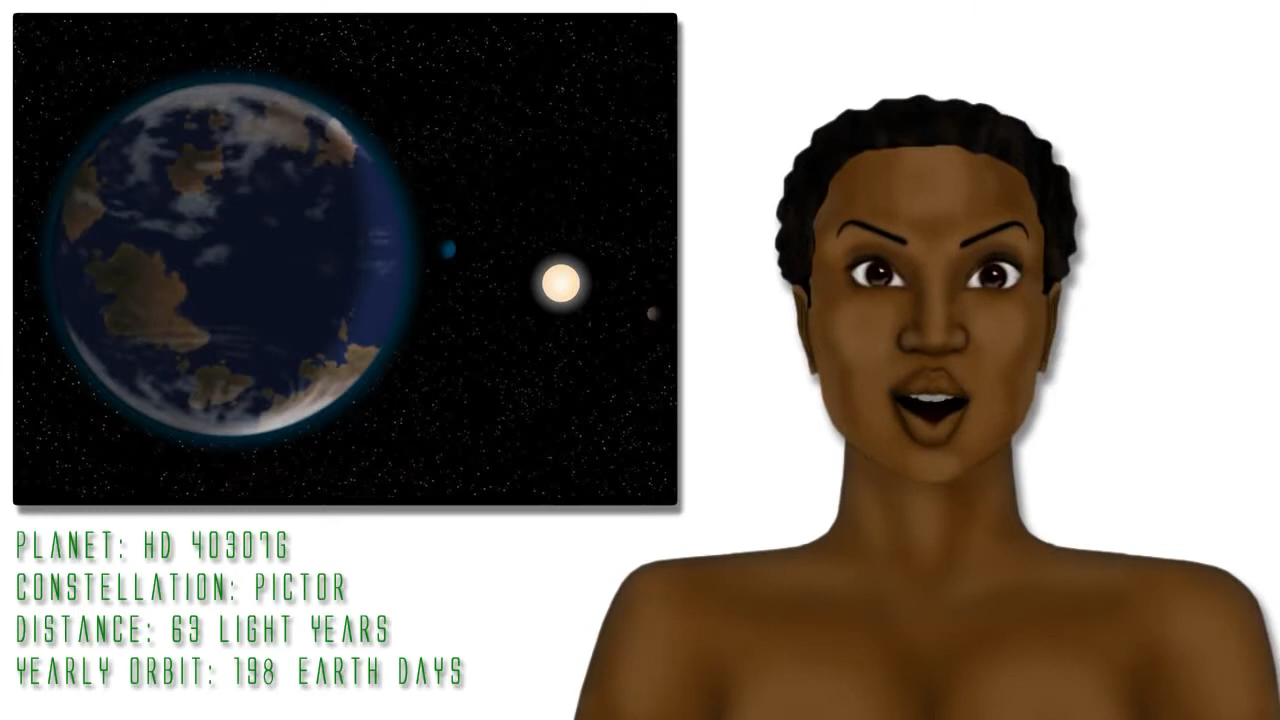 PLANET: HD 40307G
CONSTELLATION: PICTOR
DISTANCE: 63 LIGHT YEARS
YEARLY ORBIT: 198 EARTH DAYS